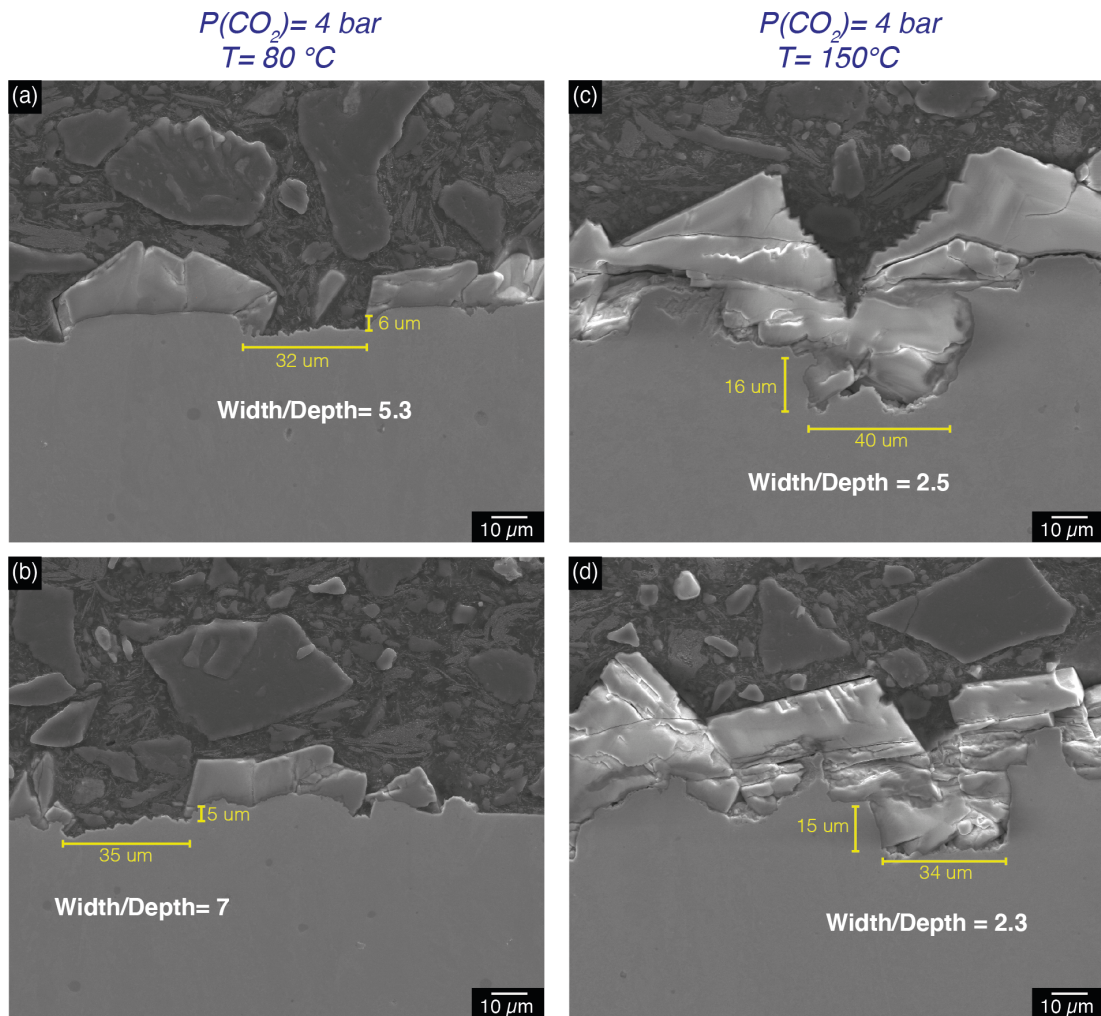 P(CO₂)= 4 bar
T= 80 °C
P(CO₂)= 4 bar
T= 150°C
(a)
6 um
32 um
Width/Depth= 5.3
10 µm
(c)
16 um
40 um
Width/Depth = 2.5
10 µm
(b)
5 um
35 um
Width/Depth= 7
10 µm
(d)
15 um
34 um
Width/Depth = 2.3
10 µm